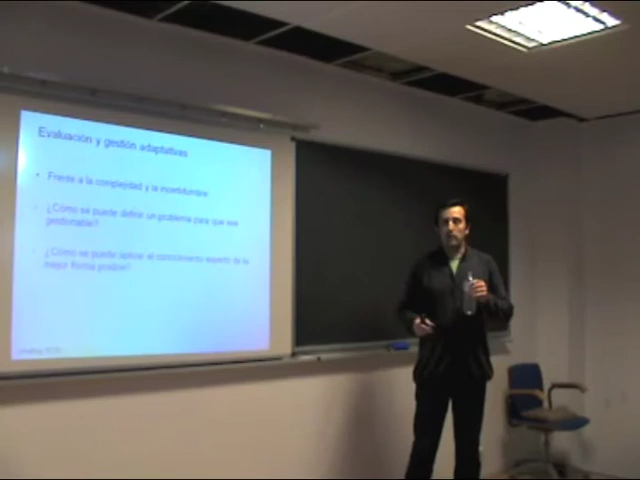 Evaluación y gestión adaptativas
• Frente a la complejidad y la incertidumbre
¿Cómo se puede definir un problema para que sea
gestionable?
¿Cómo se puede aplicar el conocimiento experto de la
mejor forma posible?